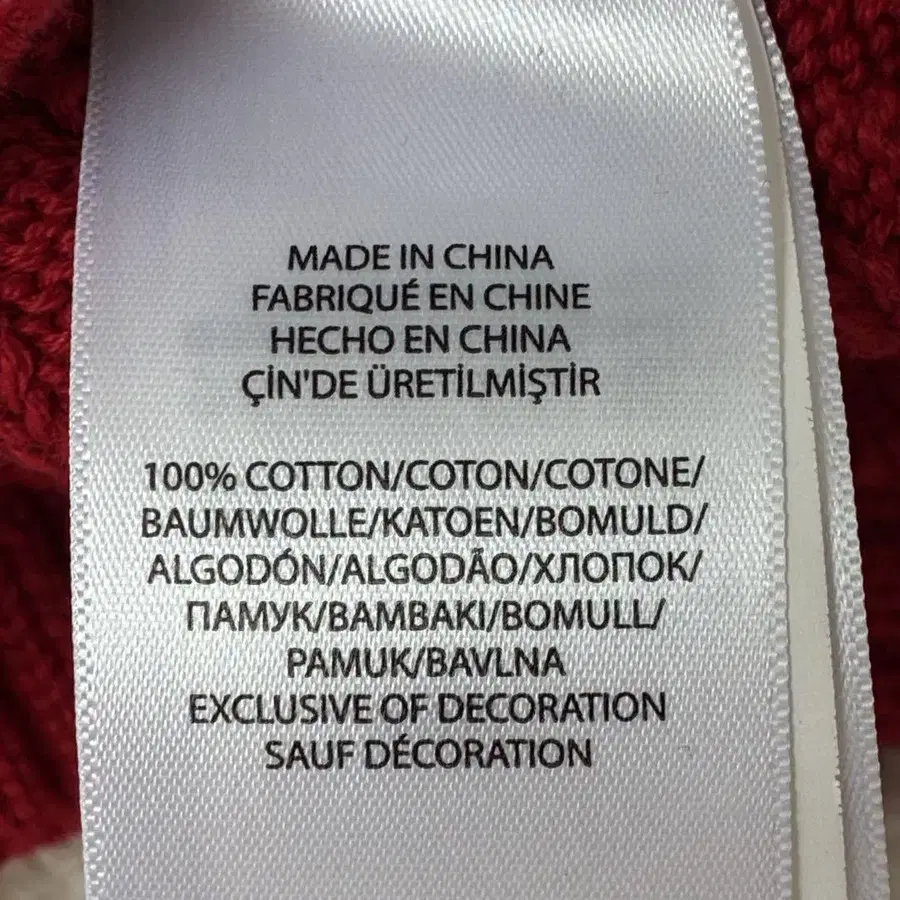 MADE IN CHINA
FABRIQUÉ EN CHINE
HECHO EN CHINA
ÇİN'DE ÜRETİLMİŞTİR
100% COTTON/COTON/COTONE/
BAUMWOLLE/KATOEN/BOMULD/
ALGODÓN/ALGODÃO/ХЛОПОК/
ПАМУК/BAMBAKI/BOMULL/
PAMUK/BAVLNA
EXCLUSIVE OF DECORATION
SAUF DÉCORATION